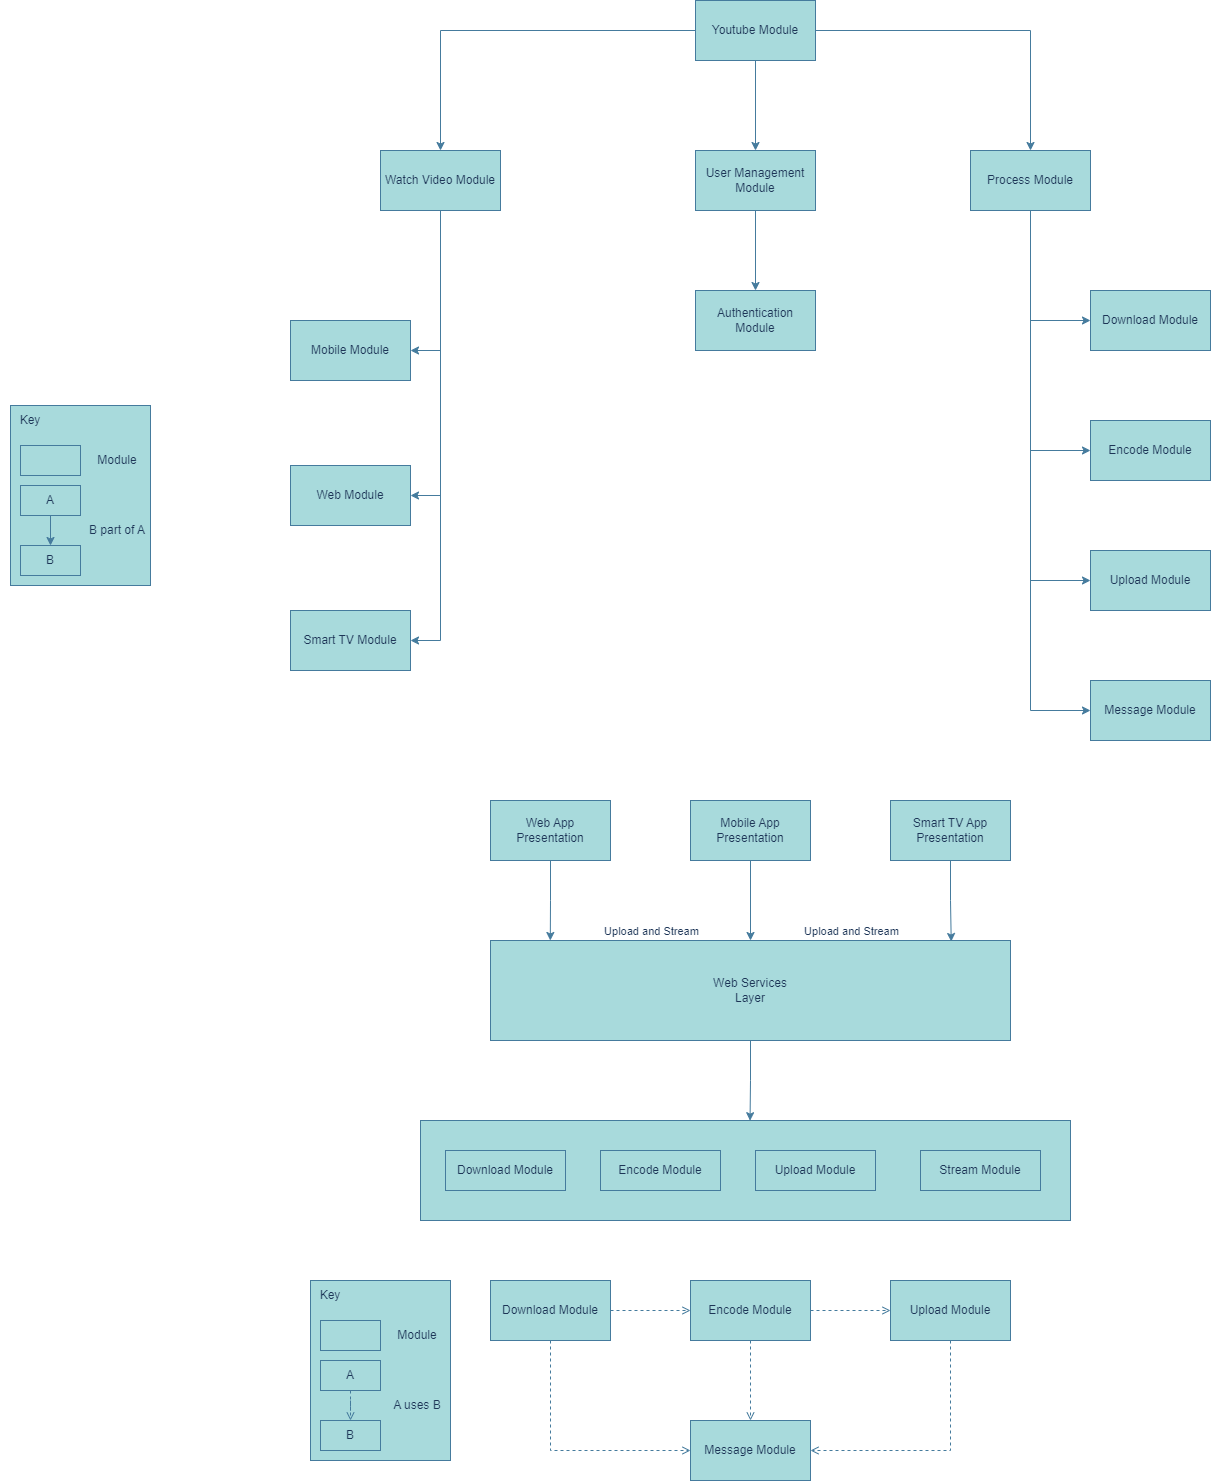 Youtube Module
Watch Video Module
User Management
Module
Process Module
Authentication
Module
Download Module
Mobile Module
Key
Module
A
B part of A
B
Encode Module
Web Module
Upload Module
Smart TV Module
Message Module
Web App
Presentation
Mobile App
Presentation
Smart TV App
Presentation
Upload and Stream
Upload and Stream
Web Services
Layer
Download Module
Encode Module
Upload Module
Stream Module
Key
Module
A
A uses B
B
Download Module
Encode Module
Upload Module
Message Module